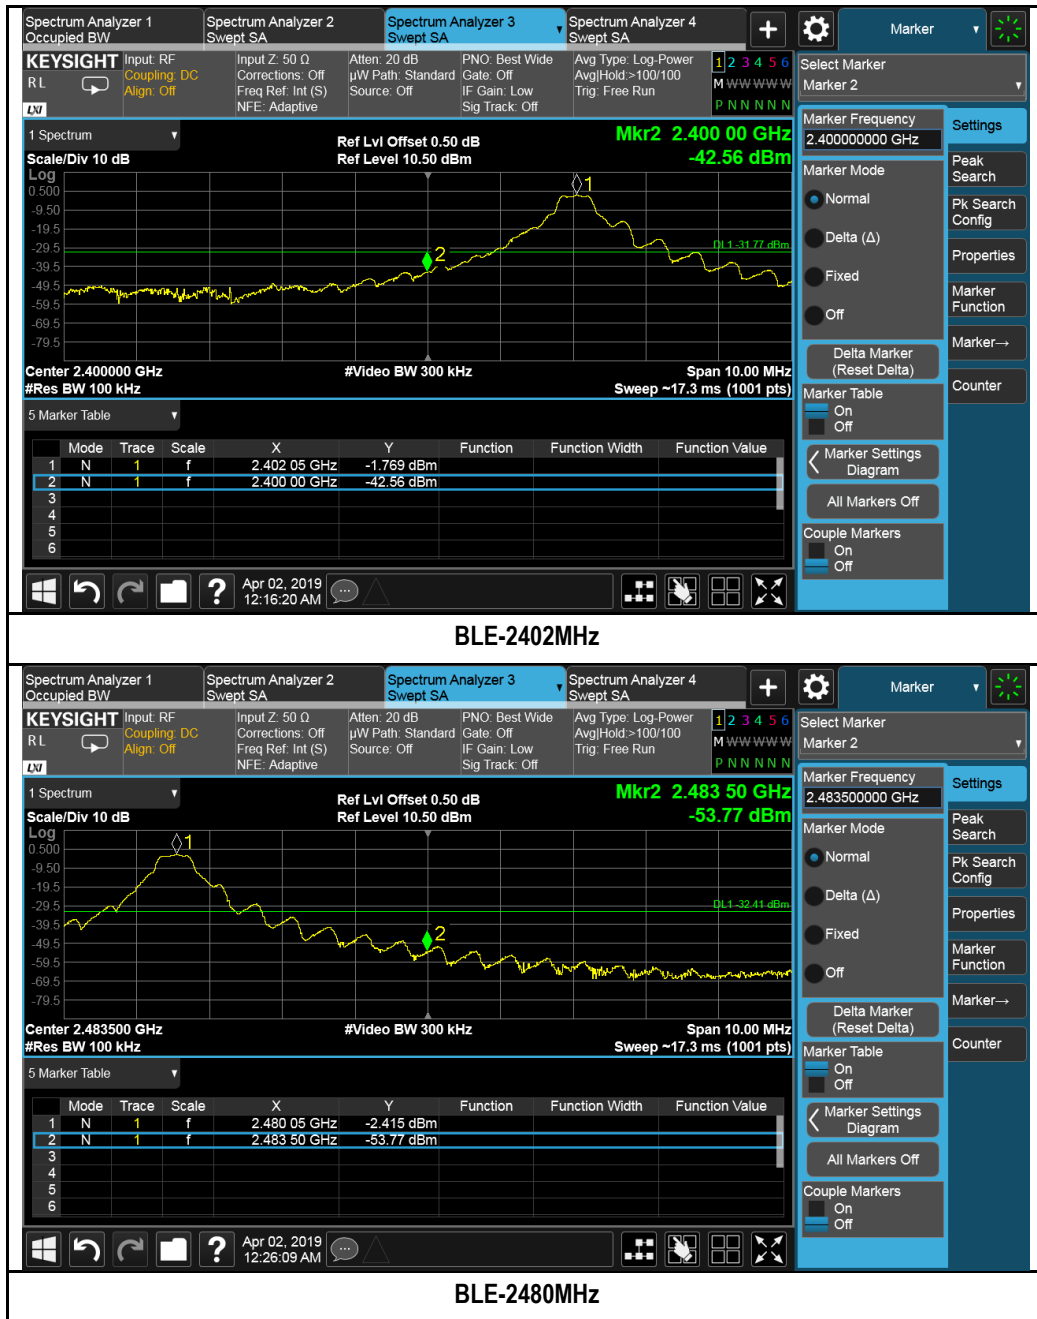 Spectrum Analyzer 1
Occupied BW
Spectrum Analyzer 2
Swept SA
Spectrum Analyzer 3
Swept SA
Spectrum Analyzer 4
Swept SA
Marker
KEYSIGHT
RL
LXI
Input: RF
Coupling: DC
Align: Off
Input Z: 50 Ω
Corrections: Off
Freq Ref: Int (S)
NFE: Adaptive
Atten: 20 dB
µW Path: Standard
Source: Off
PNO: Best Wide
Gate: Off
IF Gain: Low
Sig Track: Off
Avg Type: Log-Power
Avg|Hold:>100/100
Trig: Free Run
1 2 3 4 5 6
M W W W W W
P N N N N N
Select Marker
Marker 2
1 Spectrum
Scale/Div 10 dB
Ref Lvl Offset 0.50 dB
Ref Level 10.50 dBm
Mkr2 2.400 00 GHz
-42.56 dBm
Log
0.500
-9.50
-19.5
-29.5
-39.5
-49.5
-59.5
-69.5
-79.5
1
2
DL1 -31.77 dBm
Center 2.400000 GHz
#Res BW 100 kHz
#Video BW 300 kHz
Span 10.00 MHz
Sweep ~17.3 ms (1001 pts)
5 Marker Table
Mode Trace Scale X Y Function Function Width Function Value
1 N 1 f 2.402 05 GHz -1.769 dBm
2 N 1 f 2.400 00 GHz -42.56 dBm
3
4
5
6
Marker Frequency
2.400000000 GHz
Marker Mode
Normal
Delta (Δ)
Fixed
Off
Delta Marker
(Reset Delta)
Marker Table
On
Off
Marker Settings
Diagram
All Markers Off
Couple Markers
On
Off
Settings
Peak
Search
Pk Search
Config
Properties
Marker
Function
Marker→
Counter
?
Apr 02, 2019
12:16:20 AM
BLE-2402MHz
Spectrum Analyzer 1
Occupied BW
Spectrum Analyzer 2
Swept SA
Spectrum Analyzer 3
Swept SA
Spectrum Analyzer 4
Swept SA
Marker
KEYSIGHT
RL
LXI
Input: RF
Coupling: DC
Align: Off
Input Z: 50 Ω
Corrections: Off
Freq Ref: Int (S)
NFE: Adaptive
Atten: 20 dB
µW Path: Standard
Source: Off
PNO: Best Wide
Gate: Off
IF Gain: Low
Sig Track: Off
Avg Type: Log-Power
Avg|Hold:>100/100
Trig: Free Run
1 2 3 4 5 6
M W W W W W
P N N N N N
Select Marker
Marker 2
1 Spectrum
Scale/Div 10 dB
Ref Lvl Offset 0.50 dB
Ref Level 10.50 dBm
Mkr2 2.483 50 GHz
-53.77 dBm
Log
0.500
-9.50
-19.5
-29.5
-39.5
-49.5
-59.5
-69.5
-79.5
1
2
DL1 -32.41 dBm
Center 2.483500 GHz
#Res BW 100 kHz
#Video BW 300 kHz
Span 10.00 MHz
Sweep ~17.3 ms (1001 pts)
5 Marker Table
Mode Trace Scale X Y Function Function Width Function Value
1 N 1 f 2.480 05 GHz -2.415 dBm
2 N 1 f 2.483 50 GHz -53.77 dBm
3
4
5
6
Marker Frequency
2.483500000 GHz
Marker Mode
Normal
Delta (Δ)
Fixed
Off
Delta Marker
(Reset Delta)
Marker Table
On
Off
Marker Settings
Diagram
All Markers Off
Couple Markers
On
Off
Settings
Peak
Search
Pk Search
Config
Properties
Marker
Function
Marker→
Counter
?
Apr 02, 2019
12:26:09 AM
BLE-2480MHz